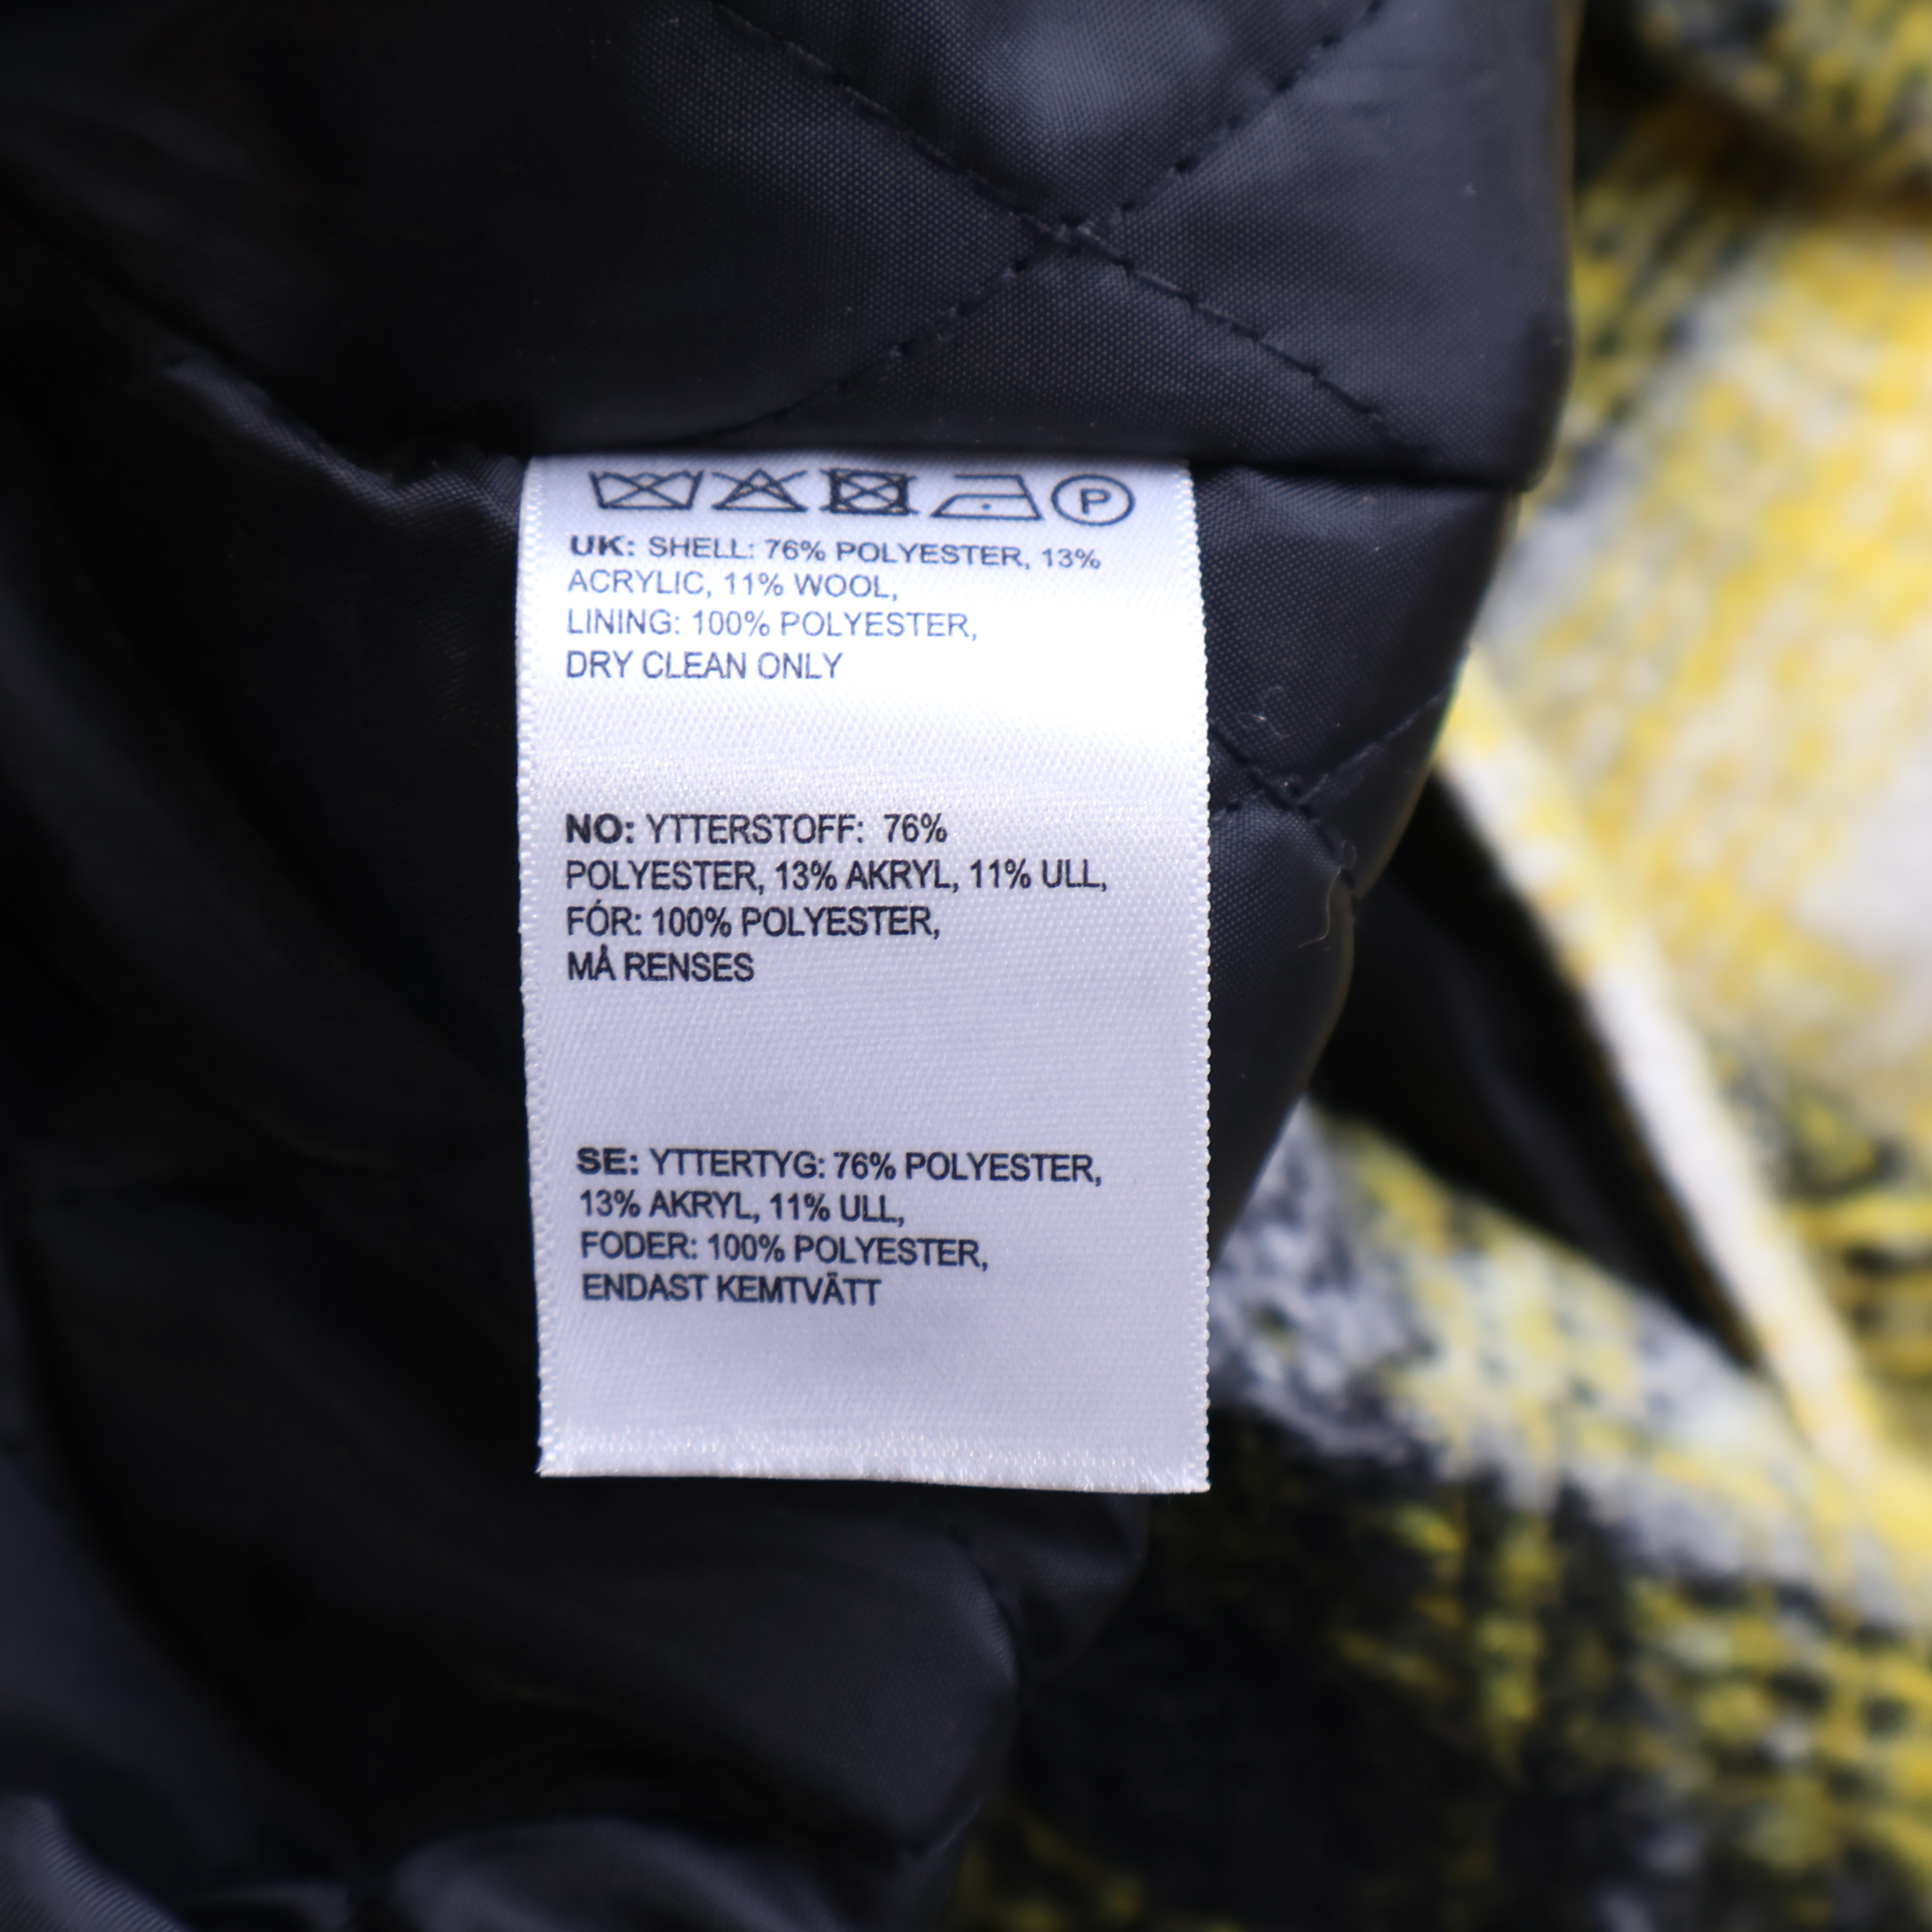 P
UK: SHELL: 76% POLYESTER, 13%
ACRYLIC, 11% WOOL,
LINING: 100% POLYESTER,
DRY CLEAN ONLY
NO: YTTERSTOFF: 76%
POLYESTER, 13% AKRYL, 11% ULL,
FÓR: 100% POLYESTER,
MÅ RENSES
SE: YTTERTYG: 76% POLYESTER,
13% AKRYL, 11% ULL,
FODER: 100% POLYESTER,
ENDAST KEMTVÄTT